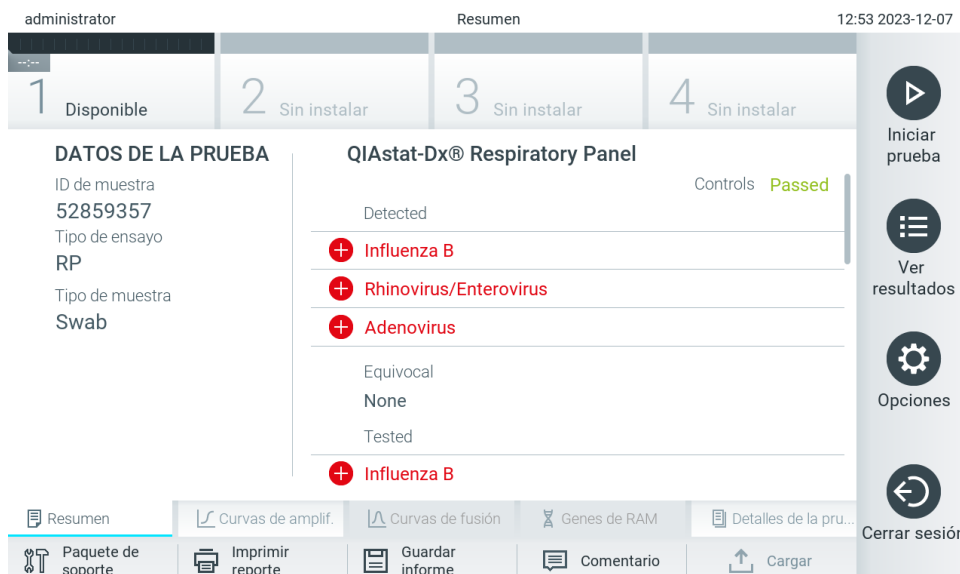 administrator
Resumen
12:53 2023-12-07
--:--
1 Disponible
2 Sin instalar
3 Sin instalar
4 Sin instalar
DATOS DE LA PRUEBA
ID de muestra
52859357
Tipo de ensayo
RP
Tipo de muestra
Swab
QIAstat-Dx® Respiratory Panel
Controls Passed
Detected
Influenza B
Rhinovirus/Enterovirus
Adenovirus
Equivocal
None
Tested
Influenza B
Iniciar
prueba
Ver
resultados
Opciones
Cerrar sesión
Resumen
Curvas de amplif.
Curvas de fusión
Genes de RAM
Detalles de la pru...
Paquete de
soporte
Imprimir
reporte
Guardar
informe
Comentario
Cargar